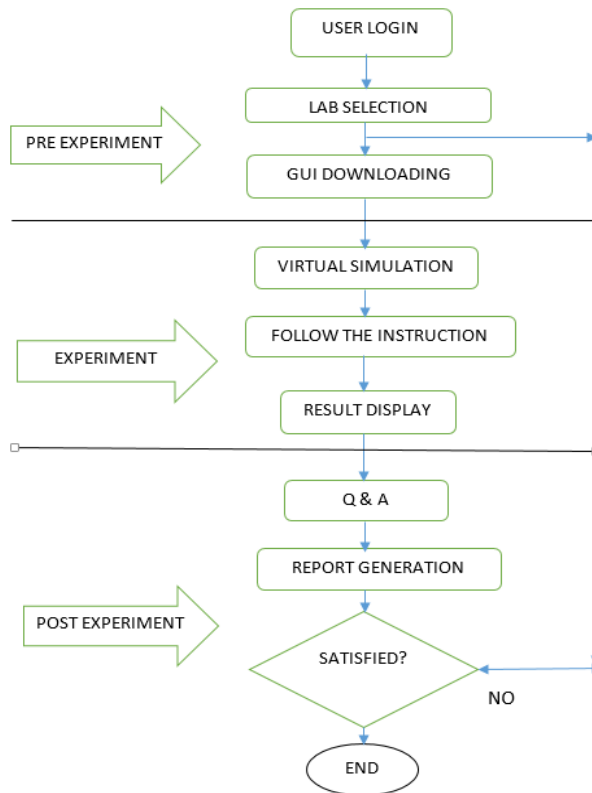 USER LOGIN
LAB SELECTION
PRE EXPERIMENT
GUI DOWNLOADING
VIRTUAL SIMULATION
FOLLOW THE INSTRUCTION
EXPERIMENT
RESULT DISPLAY
Q & A
REPORT GENERATION
POST EXPERIMENT
SATISFIED?
NO
END